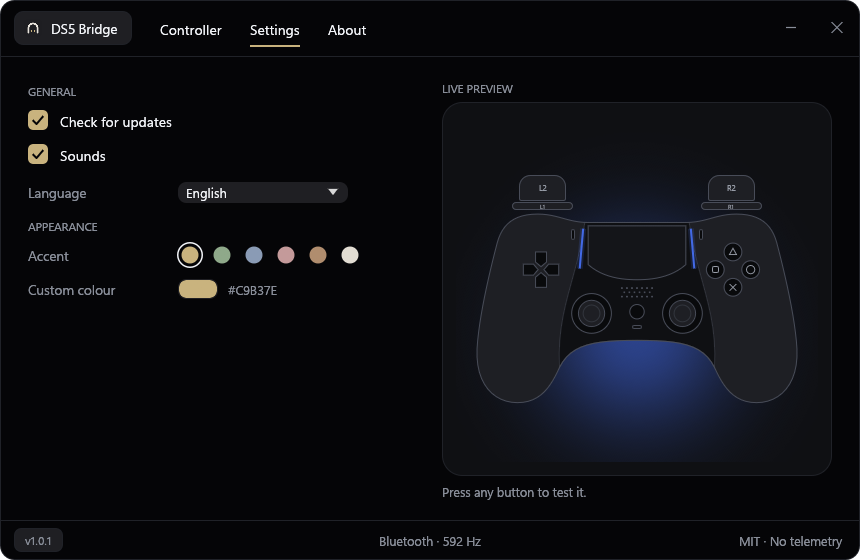 DS5 Bridge
Controller
Settings
About
GENERAL
Check for updates
Sounds
Language
English
APPEARANCE
Accent
Custom colour
#C9B37E
LIVE PREVIEW
L2
R2
L1
R1
Press any button to test it.
v1.0.1
Bluetooth · 592 Hz
MIT · No telemetry